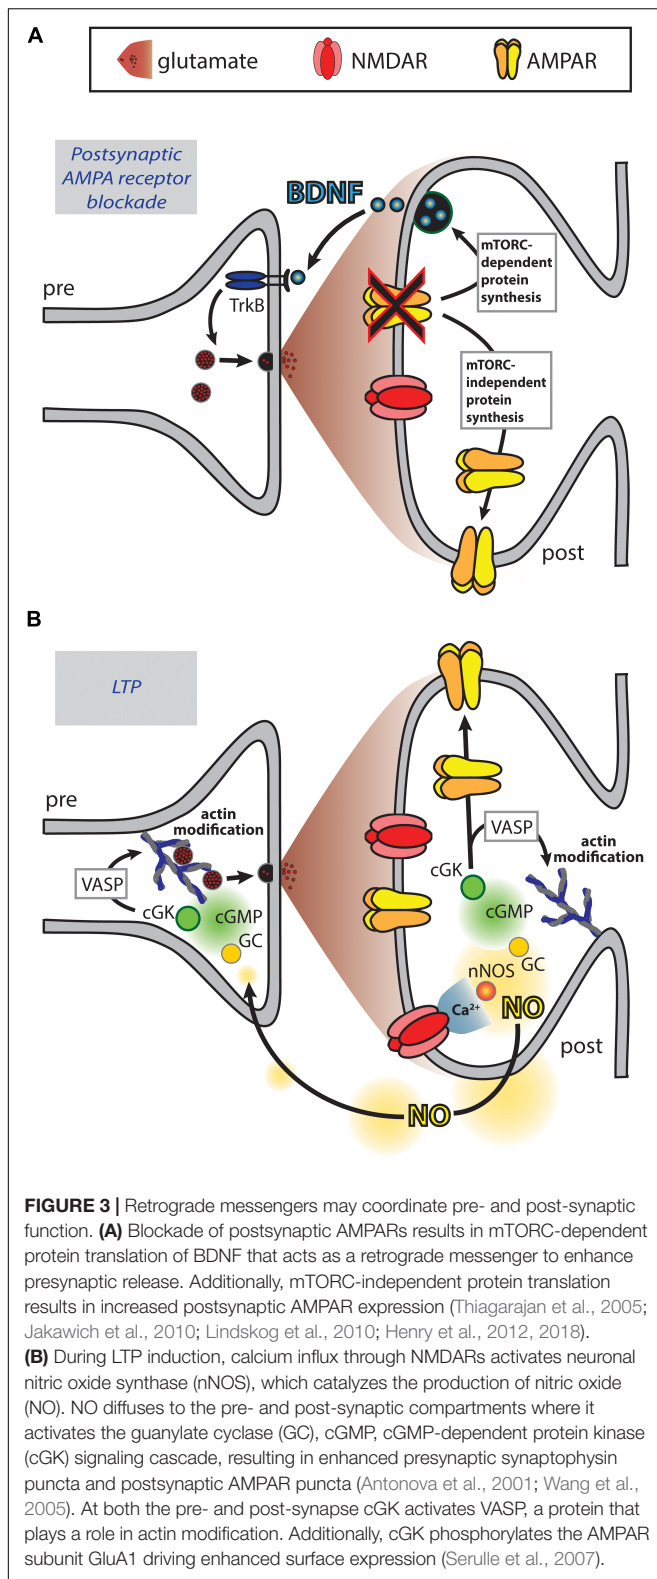 A
glutamate
NMDAR
AMPAR
Postsynaptic
AMPA receptor
blockade
BDNF
mTORC-
dependent
protein
synthesis
pre
TrkB
mTORC-
independent
protein
synthesis
post
B
LTP
pre
actin
modification
VASP
VASP
actin
modification
cGK
cGK
cGMP
cGMP
GC
GC
nNOS
Ca2+
NO
post
NO
FIGURE 3 | Retrograde messengers may coordinate pre- and post-synaptic
function. (A) Blockade of postsynaptic AMPARs results in mTORC-dependent
protein translation of BDNF that acts as a retrograde messenger to enhance
presynaptic release. Additionally, mTORC-independent protein translation
results in increased postsynaptic AMPAR expression (Thiagarajan et al., 2005;
Jakawich et al., 2010; Lindskog et al., 2010; Henry et al., 2012, 2018).
(B) During LTP induction, calcium influx through NMDARs activates neuronal
nitric oxide synthase (nNOS), which catalyzes the production of nitric oxide
(NO). NO diffuses to the pre- and post-synaptic compartments where it
activates the guanylate cyclase (GC), cGMP, cGMP-dependent protein kinase
(cGK) signaling cascade, resulting in enhanced presynaptic synaptophysin
puncta and postsynaptic AMPAR puncta (Antonova et al., 2001; Wang et al.,
2005). At both the pre- and post-synapse cGK activates VASP, a protein that
plays a role in actin modification. Additionally, cGK phosphorylates the AMPAR
subunit GluA1 driving enhanced surface expression (Serulle et al., 2007).